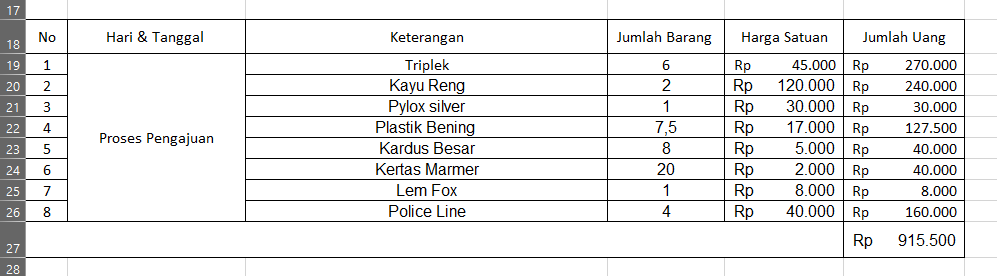 17
18 No Hari & Tanggal Keterangan Jumlah Barang Harga Satuan Jumlah Uang
19 1 Triplek 6 Rp 45.000 Rp 270.000
20 2 Kayu Reng 2 Rp 120.000 Rp 240.000
21 3 Pylox silver 1 Rp 30.000 Rp 30.000
22 4 Plastik Bening 7,5 Rp 17.000 Rp 127.500
Proses Pengajuan
23 5 Kardus Besar 8 Rp 5.000 Rp 40.000
24 6 Kertas Marmer 20 Rp 2.000 Rp 40.000
25 7 Lem Fox 1 Rp 8.000 Rp 8.000
26 8 Police Line 4 Rp 40.000 Rp 160.000
27 Rp 915.500
28